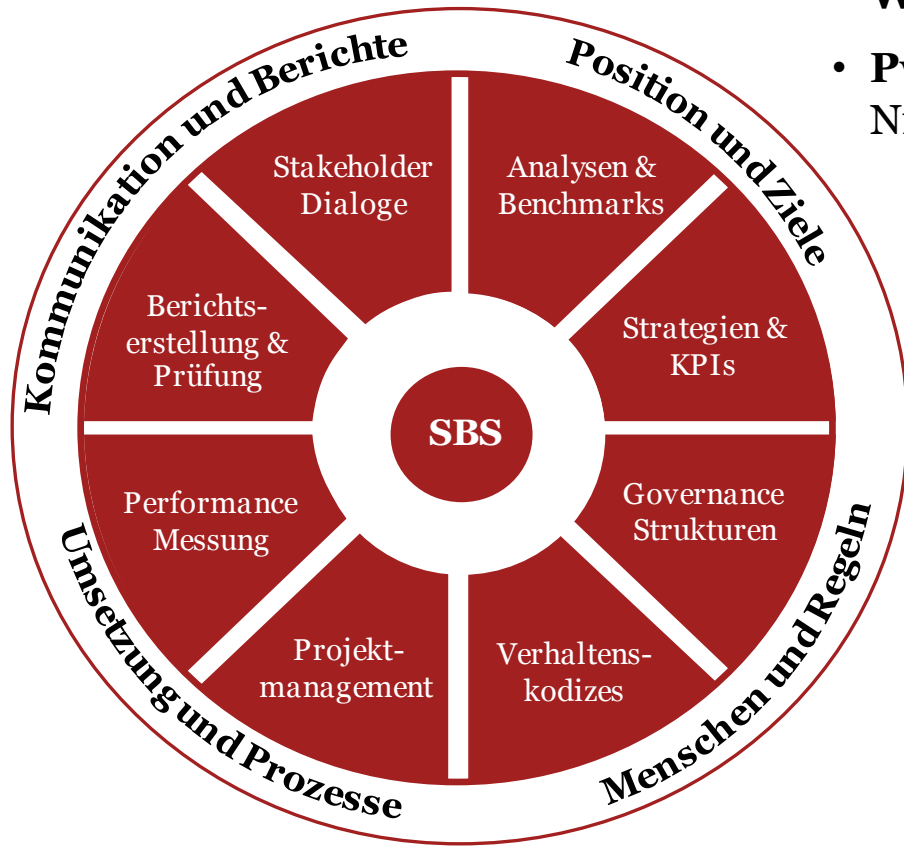 Kommunikation und Berichte
Position und Ziele
Stakeholder
Dialoge
Analysen &
Benchmarks
Berichts-
erstellung &
Prüfung
Strategien &
KPIs
SBS
Performance
Messung
Governance
Strukturen
Projekt-
management
Verhaltens-
kodizes
Umsetzung und Prozesse
Menschen und Regeln